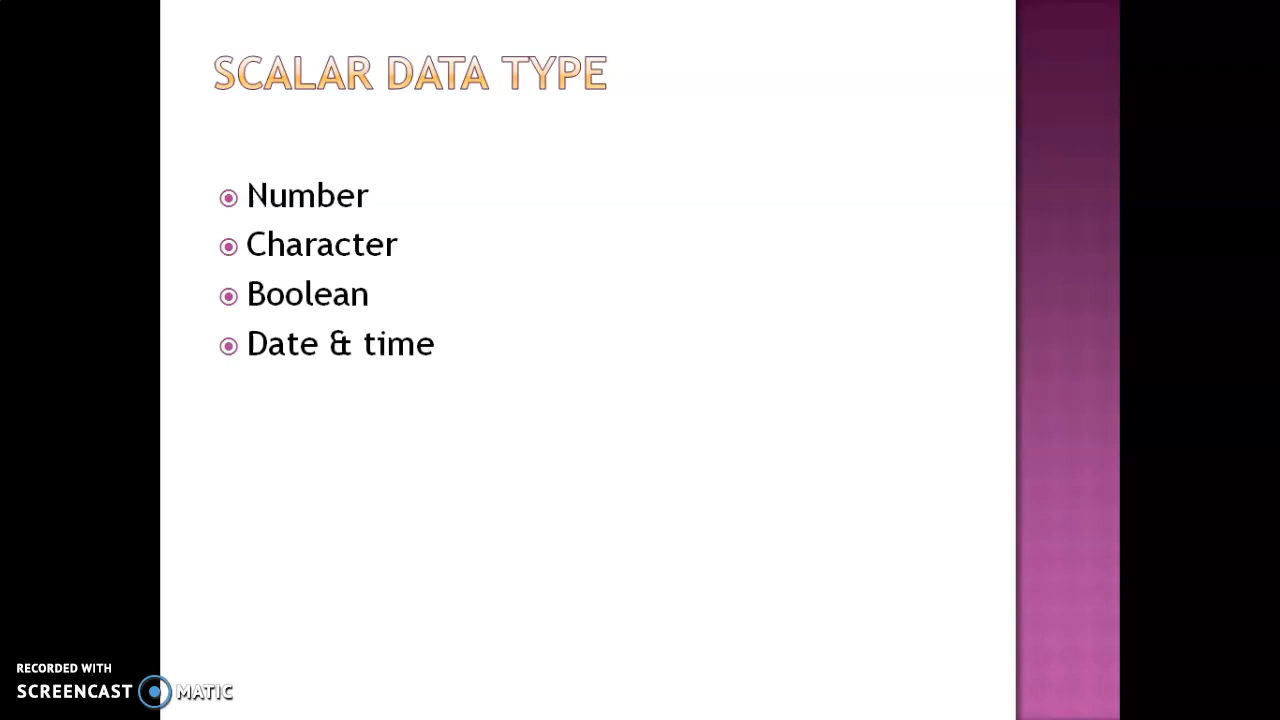 SCALAR DATA TYPE
Number
Character
Boolean
Date & time
RECORDED WITH
SCREENCAST MATIC